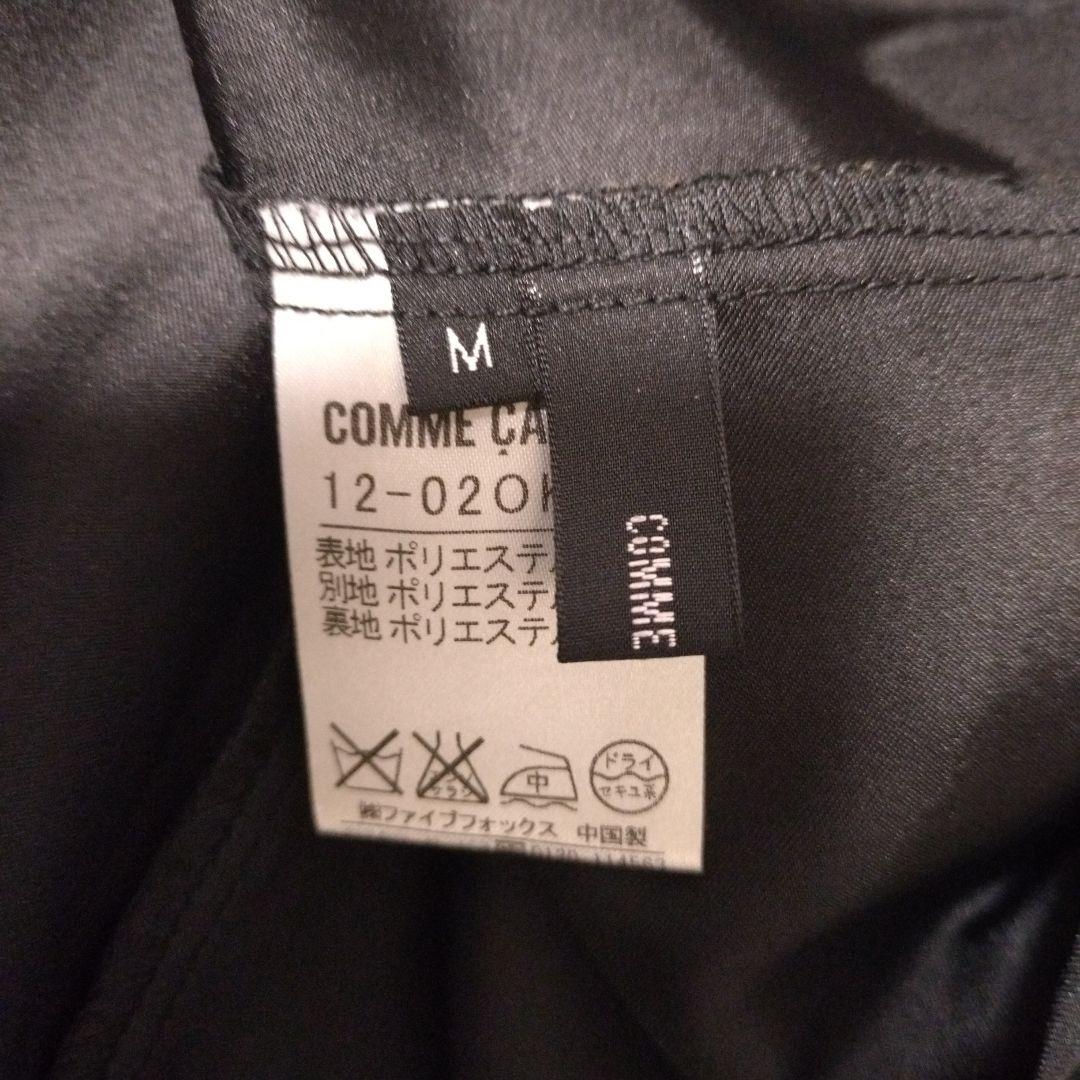 M
COMME ÇA
12-02O
COMME
表地 ポリエステ
別地 ポリエステ
裏地 ポリエステ
中
ドライ
セキユ系
㈱ファイブフォックス 中国製